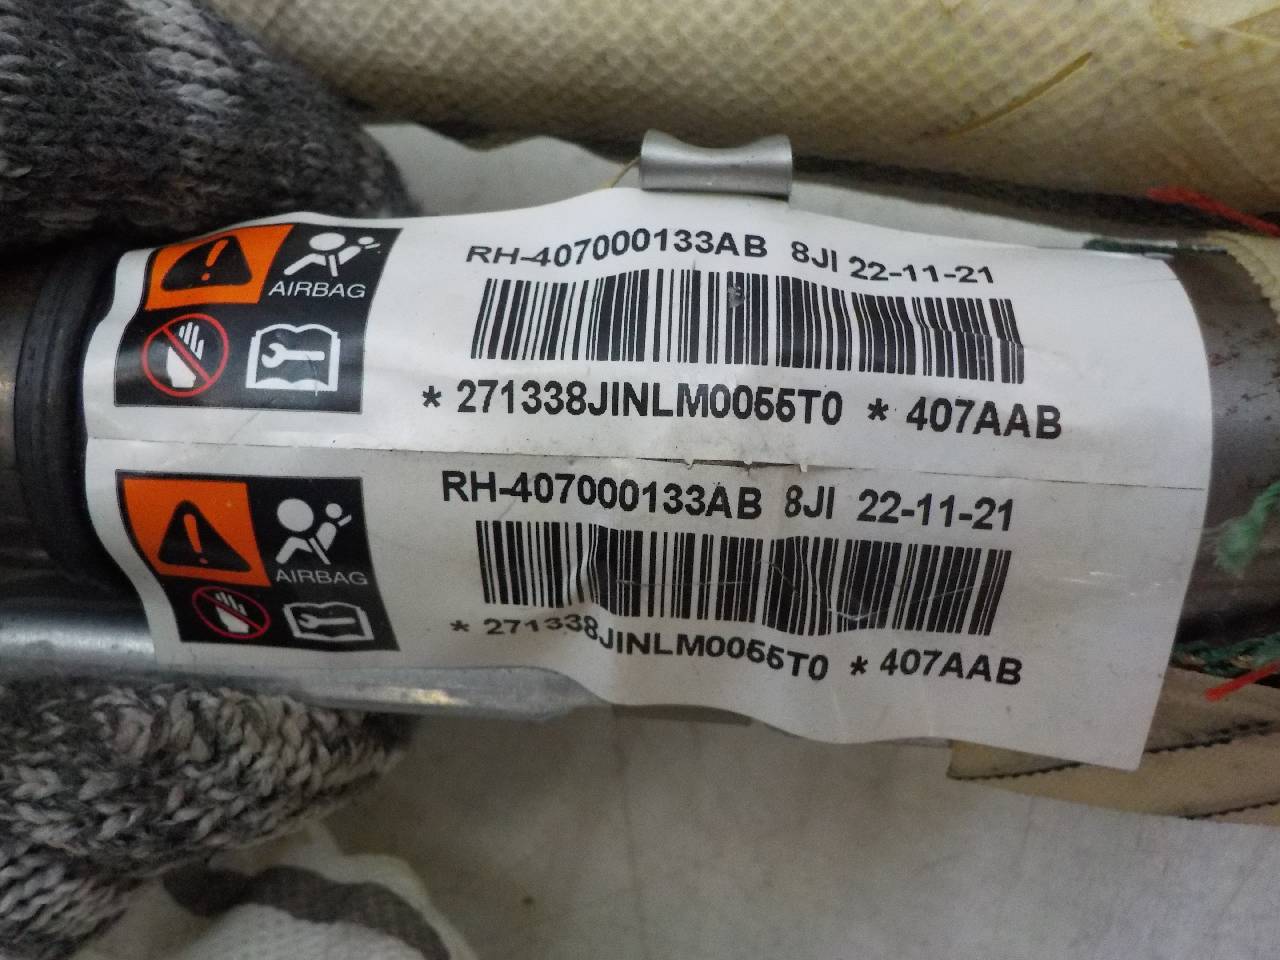 RH-407000133AB 8JI 22-11-21
AIRBAG
* 271338JINLM0055T0 * 407AAB
RH-407000133AB 8JI 22-11-21
AIRBAG
* 271338JINLM0055T0 * 407AAB